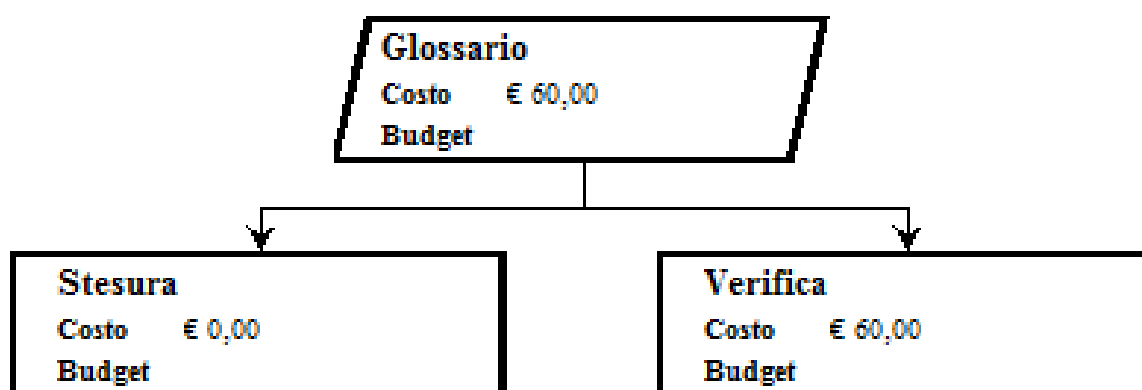 Glossario
Costo € 60,00
Budget
Stesura
Costo € 0,00
Budget
Verifica
Costo € 60,00
Budget